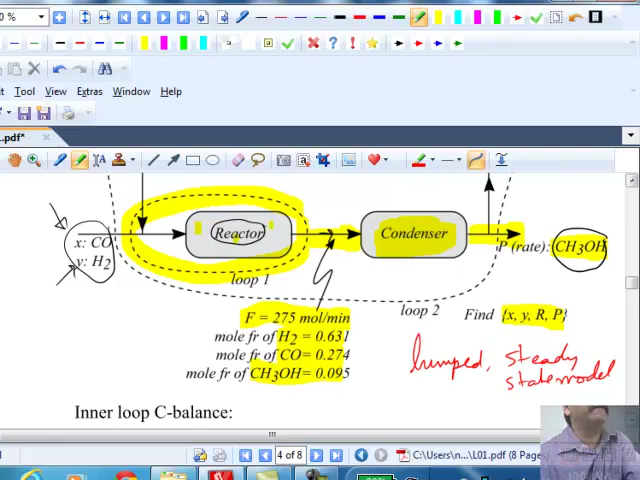 0 %
Tool View Extras Window Help
1.pdf*
x: CO
y: H2
Reactor
Condenser
P (rate): CH3OH
loop 1
loop 2
Find {x, y, R, P}
F = 275 mol/min
mole fr of H2 = 0.631
mole fr of CO= 0.274
mole fr of CH3OH= 0.095
lumped, steady
state model
Inner loop C-balance:
4 of 8
C:\Users\n...\L01.pdf (8 Page